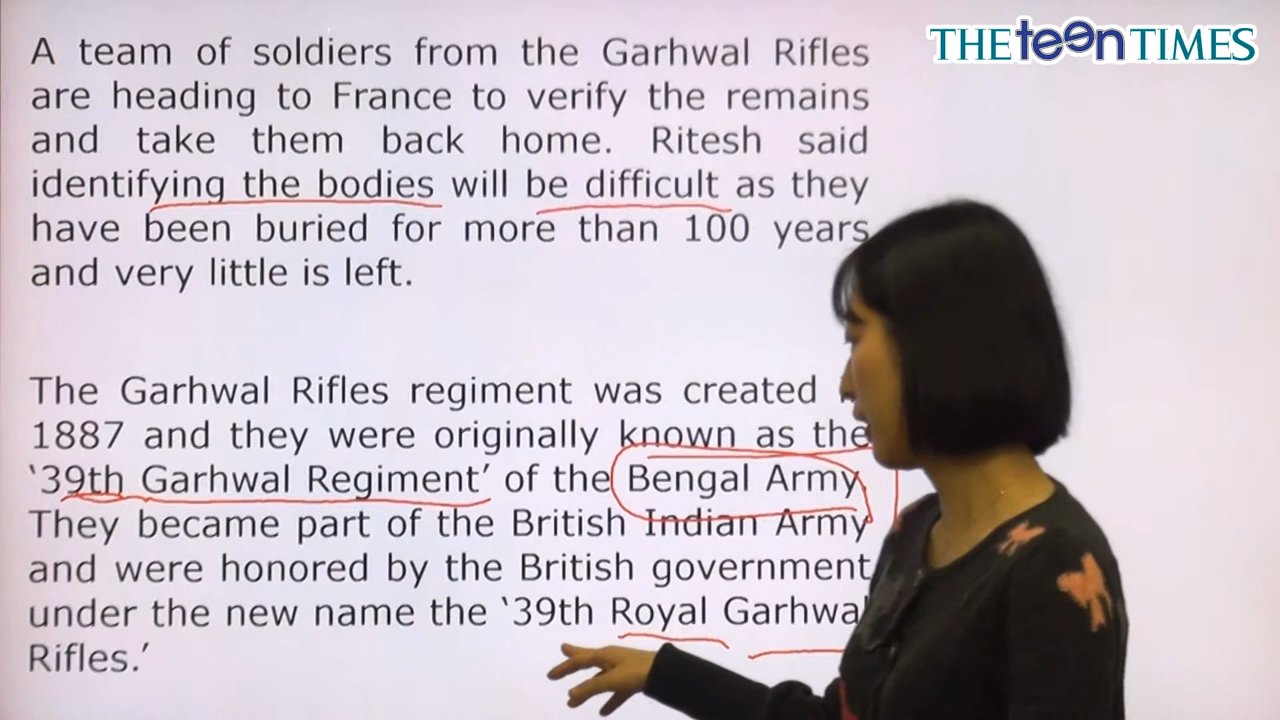 THE teen TIMES
A team of soldiers from the Garhwal Rifles
are heading to France to verify the remains
and take them back home. Ritesh said
identifying the bodies will be difficult as they
have been buried for more than 100 years
and very little is left.
The Garhwal Rifles regiment was created
1887 and they were originally known as the
‘39th Garhwal Regiment’ of the Bengal Army
They became part of the British Indian Army
and were honored by the British government
under the new name the ‘39th Royal Garhwal
Rifles.’